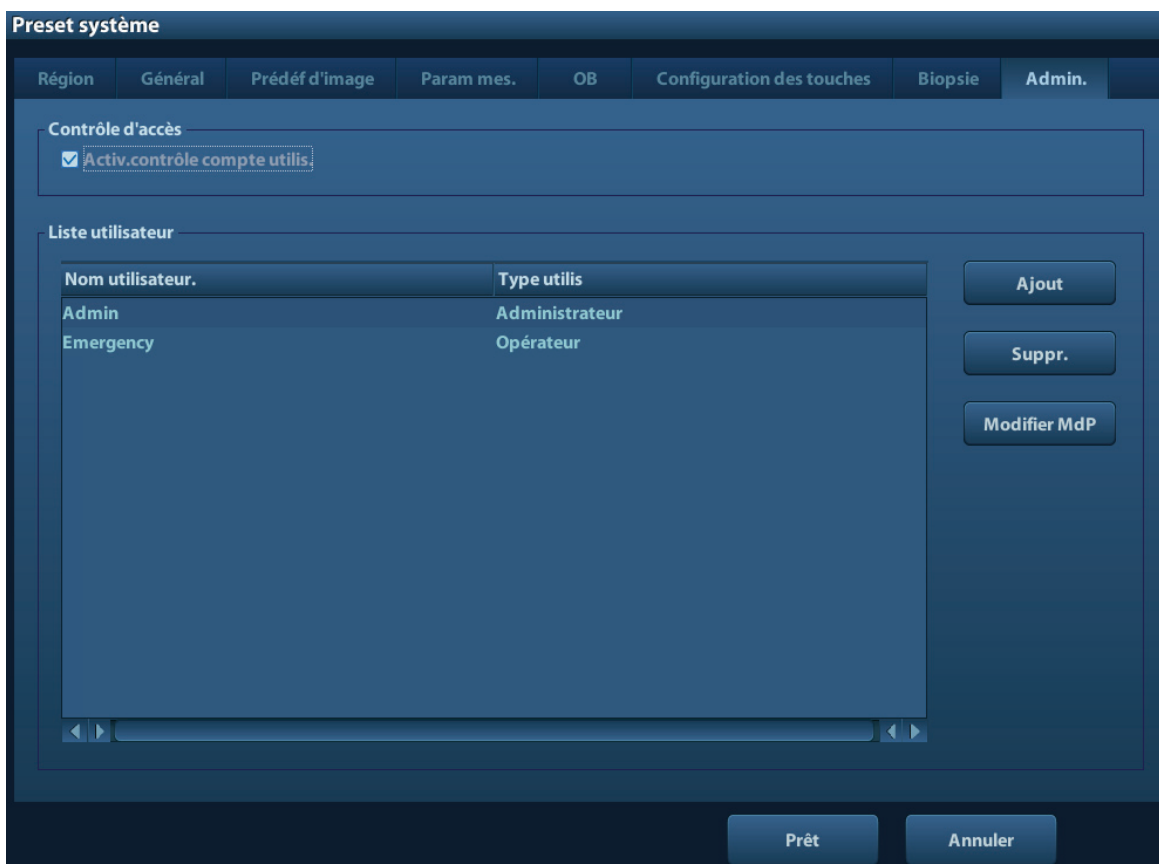 Preset système
Région Général Prédéf d'image Param mes. OB Configuration des touches Biopsie Admin.
Contrôle d'accès
Activ.contrôle compte utilis.
Liste utilisateur
Nom utilisateur. Type utilis
Admin Administrateur
Emergency Opérateur
Ajout
Suppr.
Modifier MdP
Prêt Annuler